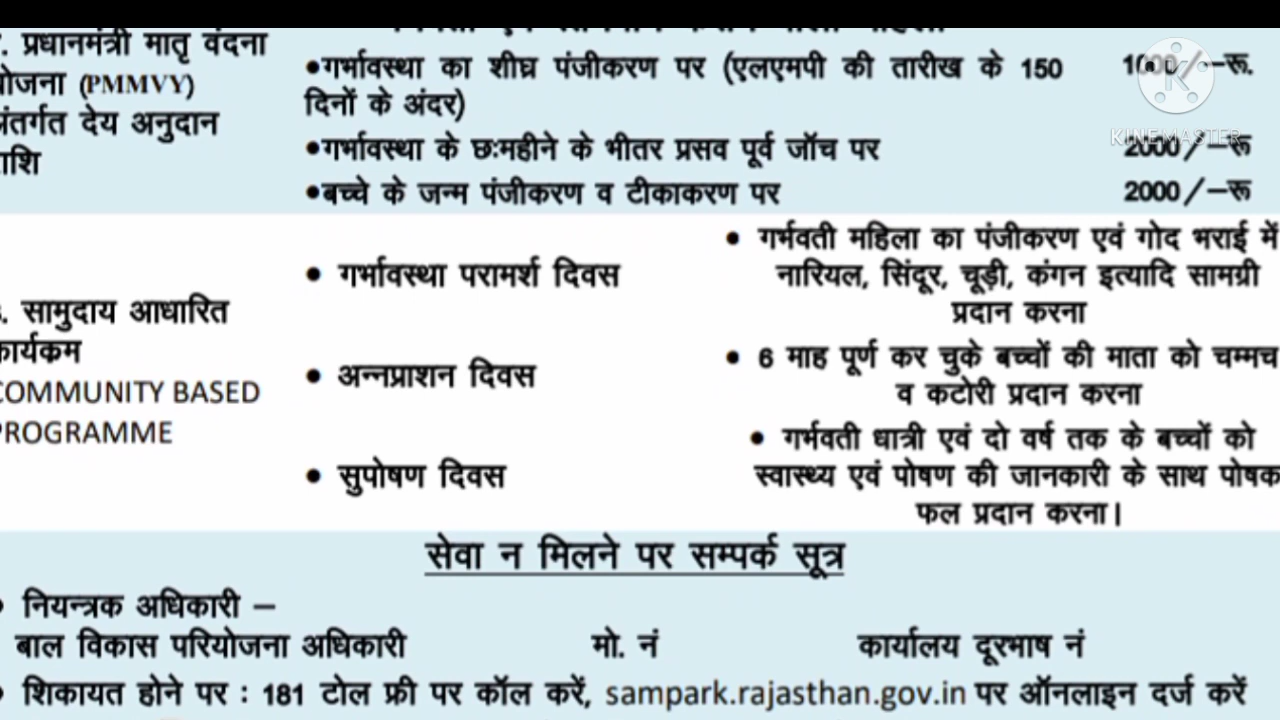 प्रधानमंत्री मातृ वंदना
योजना (PMMVY)
अंतर्गत देय अनुदान
राशि
•गर्भावस्था का शीघ्र पंजीकरण पर (एलएमपी की तारीख के 150
दिनों के अंदर)
1000/–रू.
•गर्भावस्था के छःमहीने के भीतर प्रसव पूर्व जॉच पर
2000/–रू
•बच्चे के जन्म पंजीकरण व टीकाकरण पर
2000/–रू
K
KINEMASTER
. सामुदाय आधारित
कार्यकम
COMMUNITY BASED
PROGRAMME
• गर्भावस्था परामर्श दिवस
• गर्भवती महिला का पंजीकरण एवं गोद भराई में
नारियल, सिंदूर, चूड़ी, कंगन इत्यादि सामग्री
प्रदान करना
• अन्नप्राशन दिवस
• 6 माह पूर्ण कर चुके बच्चों की माता को चम्मच
व कटोरी प्रदान करना
• सुपोषण दिवस
• गर्भवती धात्री एवं दो वर्ष तक के बच्चों को
स्वास्थ्य एवं पोषण की जानकारी के साथ पोषक
फल प्रदान करना।
सेवा न मिलने पर सम्पर्क सूत्र
• नियन्त्रक अधिकारी –
बाल विकास परियोजना अधिकारी मो. नं कार्यालय दूरभाष नं
• शिकायत होने पर : 181 टोल फ्री पर कॉल करें, sampark.rajasthan.gov.in पर ऑनलाइन दर्ज करें